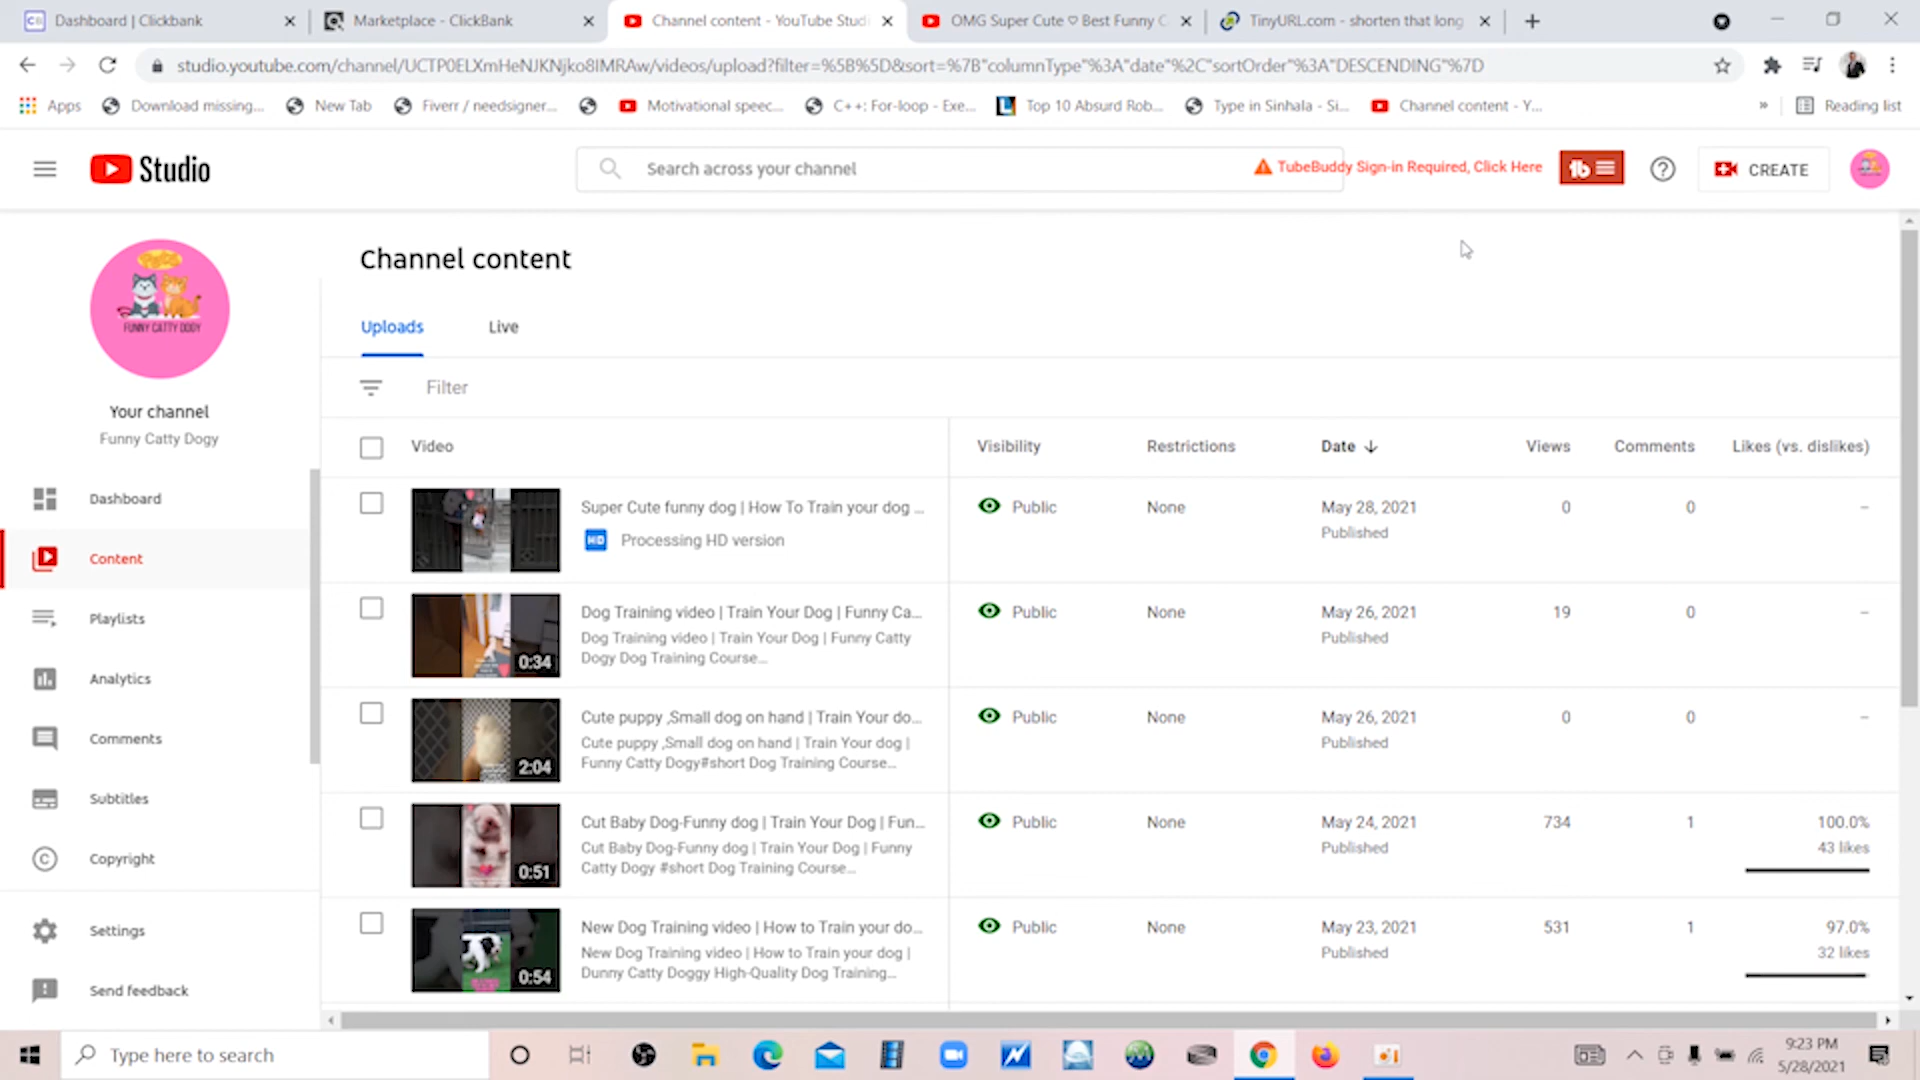 Dashboard | Clickbank
Marketplace - ClickBank
Channel content - YouTube Studi
OMG Super Cute ♡ Best Funny C
TinyURL.com - shorten that long
studio.youtube.com/channel/UCTP0ELXmHeNJKNjko8IMRAw/videos/upload?filter=%5B%5D&sort=%7B"columnType"%3A"date"%2C"sortOrder"%3A"DESCENDING"%7D
Apps
Download missing...
New Tab
Fiverr / needsigner...
Motivational speec...
C++: For-loop - Exe...
Top 10 Absurd Rob...
Type in Sinhala - Si...
Channel content - Y...
»
Reading list
Studio
Search across your channel
TubeBuddy Sign-in Required, Click Here
tb
CREATE
FUNNY CATTY DOGY
Your channel
Funny Catty Dogy
Dashboard
Content
Playlists
Analytics
Comments
Subtitles
Copyright
Settings
Send feedback
Channel content
Uploads
Live
Filter
Video
Visibility
Restrictions
Date
Views
Comments
Likes (vs. dislikes)
Super Cute funny dog | How To Train your dog ...
HD Processing HD version
Public
None
May 28, 2021
Published
0
0
–
0:34
Dog Training video | Train Your Dog | Funny Ca...
Dog Training video | Train Your Dog | Funny Catty
Dogy Dog Training Course...
Public
None
May 26, 2021
Published
19
0
–
2:04
Cute puppy ,Small dog on hand | Train Your do...
Cute puppy ,Small dog on hand | Train Your dog |
Funny Catty Dogy#short Dog Training Course...
Public
None
May 26, 2021
Published
0
0
–
0:51
Cut Baby Dog-Funny dog | Train Your Dog | Fun...
Cut Baby Dog-Funny dog | Train Your Dog | Funny
Catty Dogy #short Dog Training Course...
Public
None
May 24, 2021
Published
734
1
100.0%
43 likes
0:54
New Dog Training video | How to Train your do...
New Dog Training video | How to Train your dog |
Dunny Catty Doggy High-Quality Dog Training...
Public
None
May 23, 2021
Published
531
1
97.0%
32 likes
Type here to search
9:23 PM
5/28/2021